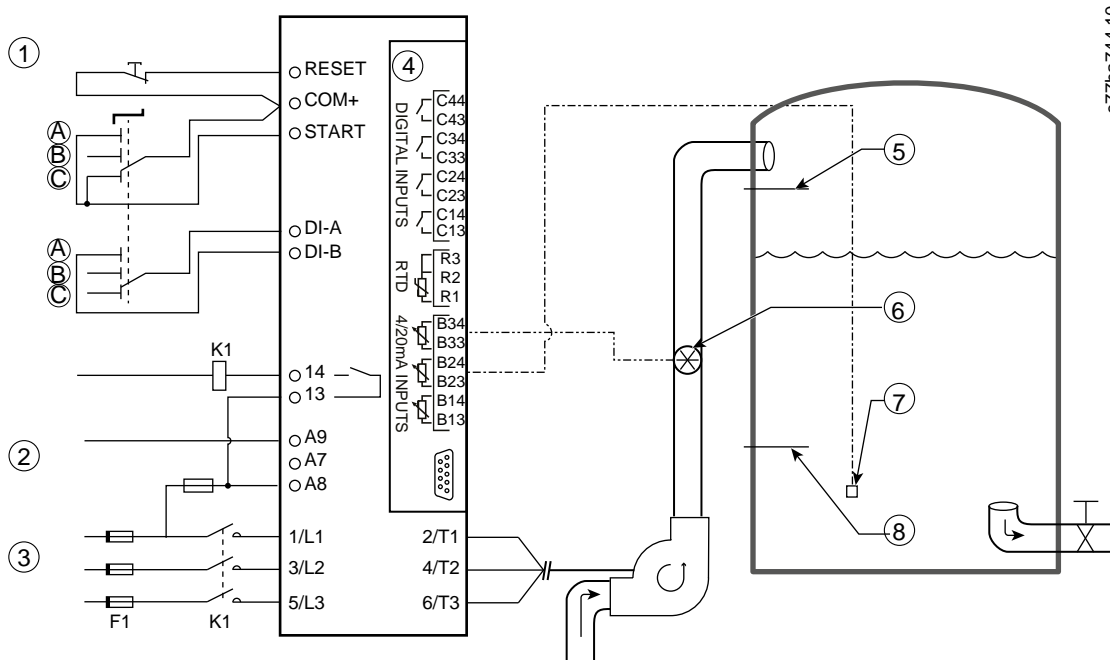 1
RESET
COM+
START
A
B
C
DI-A
DI-B
A
B
C
K1
14
13
2
A9
A7
A8
3
1/L1
3/L2
5/L3
F1
K1
2/T1
4/T2
6/T3
4
DIGITAL INPUTS
C44
C43
C34
C33
C24
C23
C14
C13
RTD
R3
R2
R1
4/20mA INPUTS
B34
B33
B24
B23
B14
B13
5
6
7
8